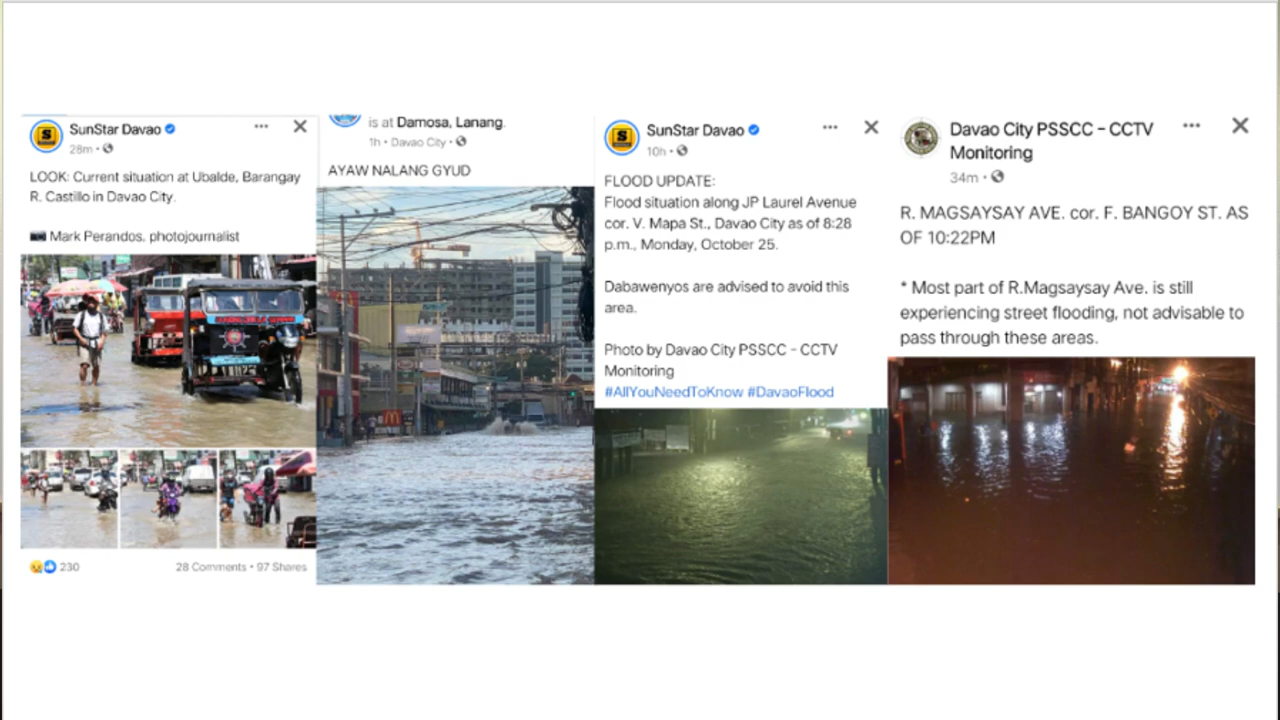 SunStar Davao
28m
LOOK: Current situation at Ubalde, Barangay
R. Castillo in Davao City.
Mark Perandos, photojournalist
230
28 Comments • 97 Shares
is at Damosa, Lanang.
1h • Davao City •
AYAW NALANG GYUD
SunStar Davao
10h
FLOOD UPDATE:
Flood situation along JP Laurel Avenue
cor. V. Mapa St., Davao City as of 8:28
p.m., Monday, October 25.
Dabawenyos are advised to avoid this
area.
Photo by Davao City PSSCC - CCTV
Monitoring
#AllYouNeedToKnow #DavaoFlood
Davao City PSSCC - CCTV
Monitoring
34m
R. MAGSAYSAY AVE. cor. F. BANGOY ST. AS
OF 10:22PM
* Most part of R.Magsaysay Ave. is still
experiencing street flooding, not advisable to
pass through these areas.